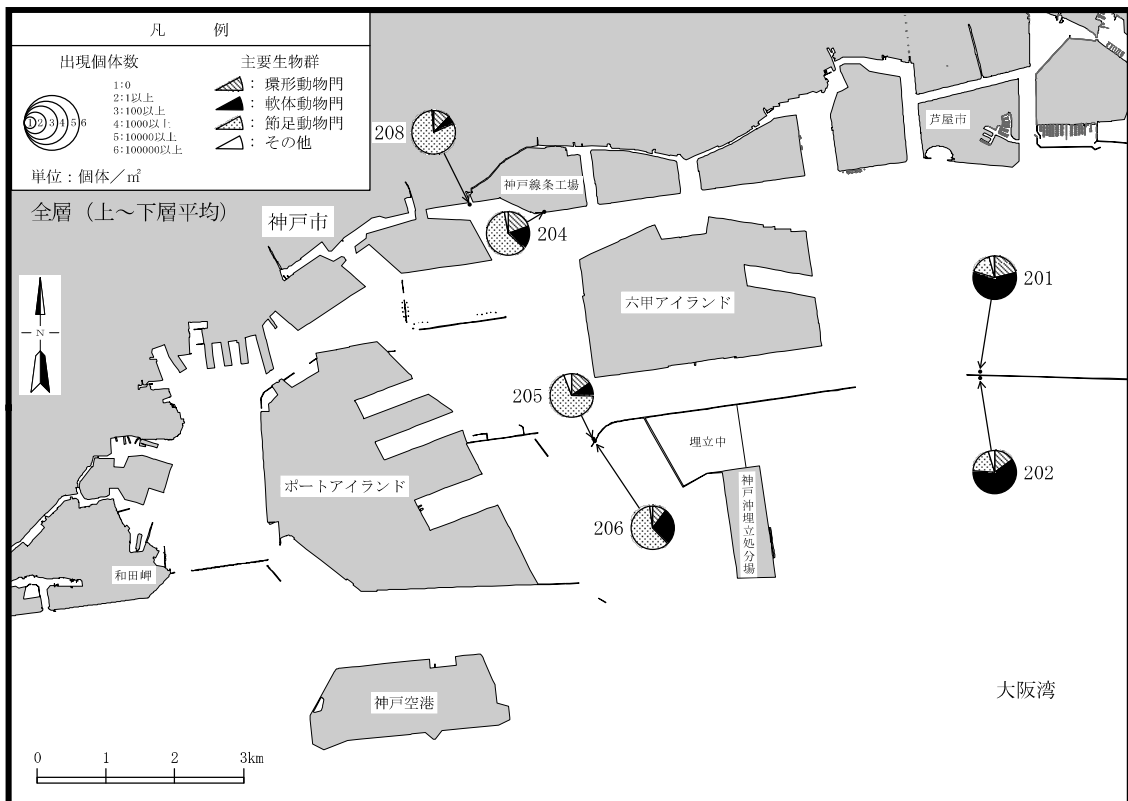 凡 例
出現個体数
1:0
2:1以上
3:100以上
4:1000以上
5:10000以上
6:100000以上
1 2 3 4 5 6
単位：個体／㎡
主要生物群
：環形動物門
：軟体動物門
：節足動物門
：その他
全層（上～下層平均）
208
神戸市
神戸線条工場
204
芦屋市
N
六甲アイランド
201
205
埋立中
ポートアイランド
神戸沖埋立処分場
202
206
和田岬
神戸空港
大阪湾
0 1 2 3km